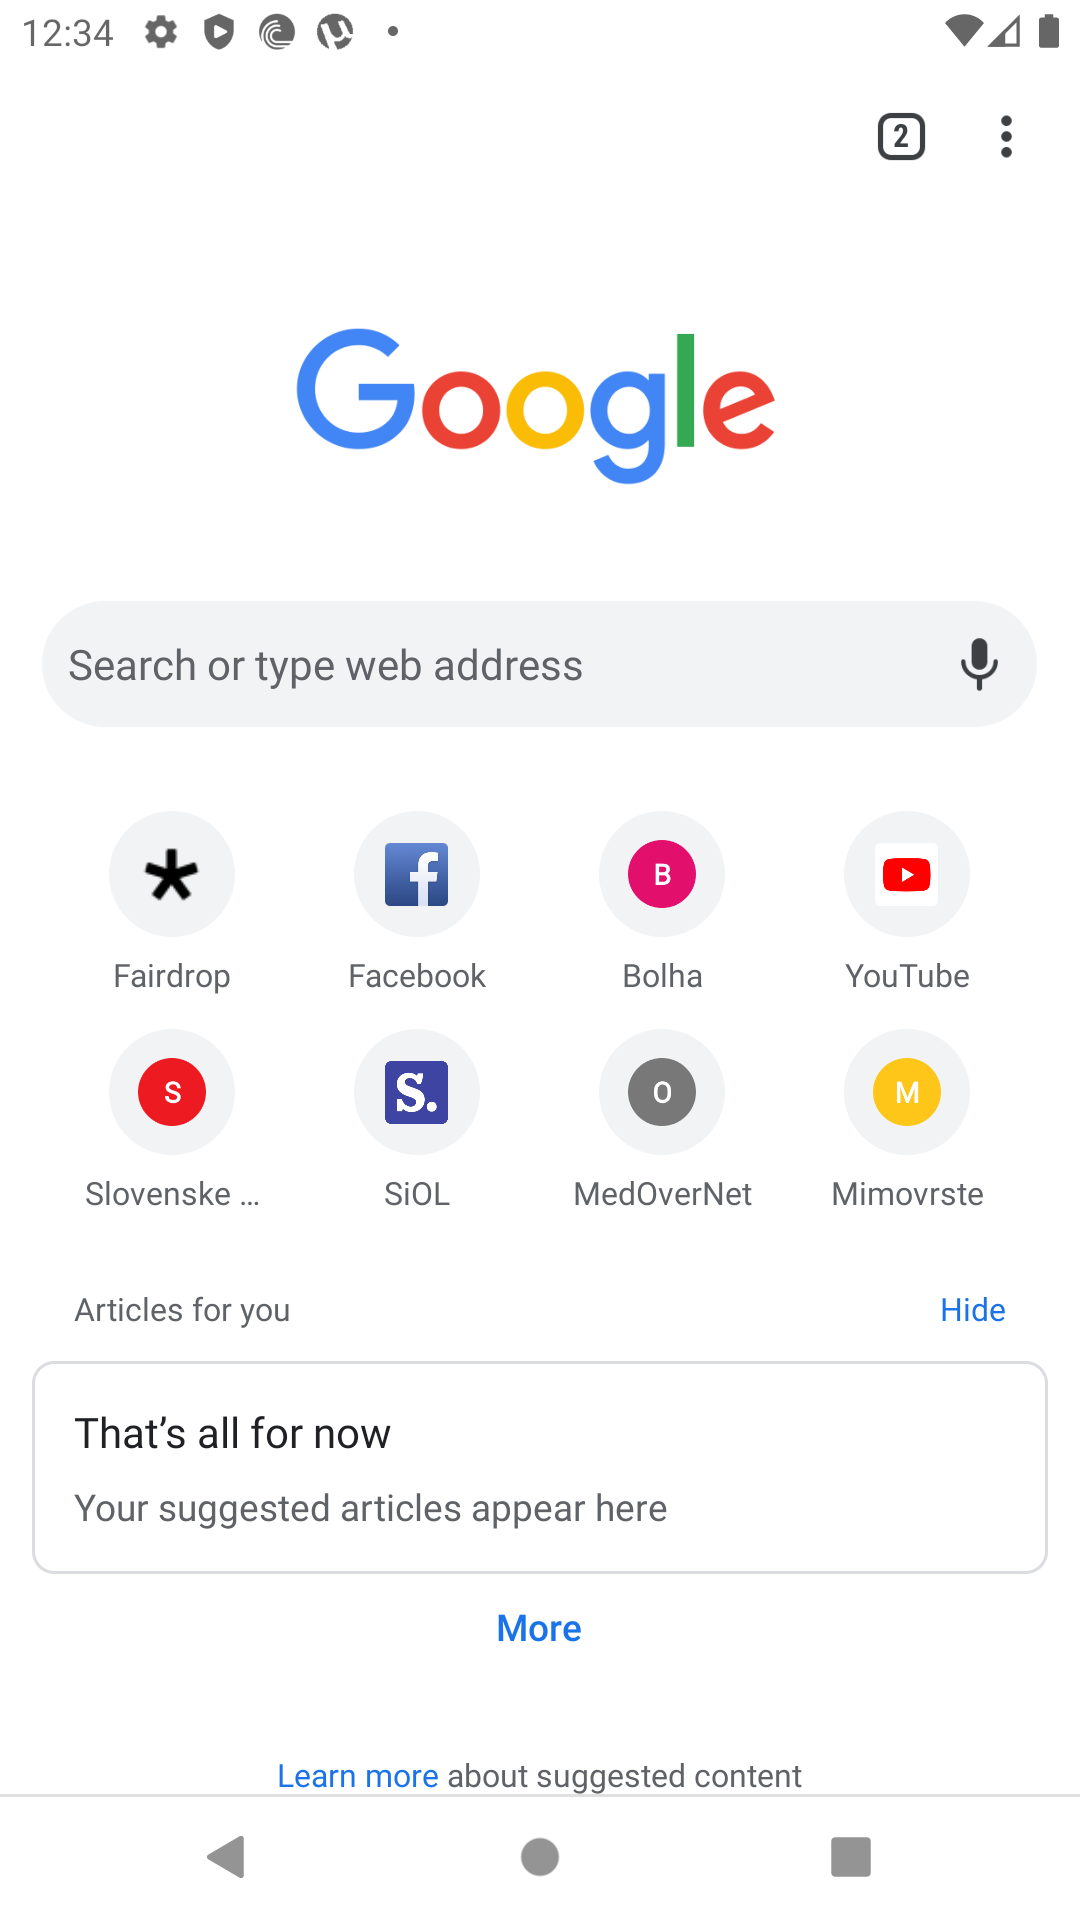 12:34
2
Google
Search or type web address
f
B
Fairdrop
Facebook
Bolha
YouTube
S
S.
O
M
Slovenske ...
SiOL
MedOverNet
Mimovrste
Articles for you
Hide
That's all for now
Your suggested articles appear here
More
Learn more about suggested content